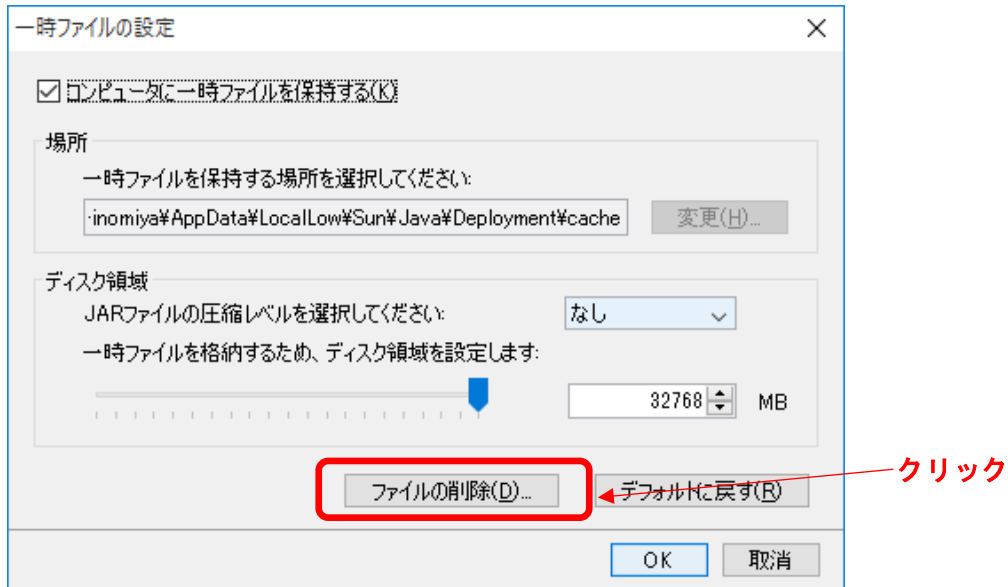 一時ファイルの設定
コンピュータに一時ファイルを保持する(K)
場所
一時ファイルを保持する場所を選択してください:
inomiya¥AppData¥LocalLow¥Sun¥Java¥Deployment¥cache
変更(H)...
ディスク領域
JARファイルの圧縮レベルを選択してください:
なし
一時ファイルを格納するため、ディスク領域を設定します:
32768 MB
クリック
ファイルの削除(D)...
デフォルトに戻す(R)
OK
取消